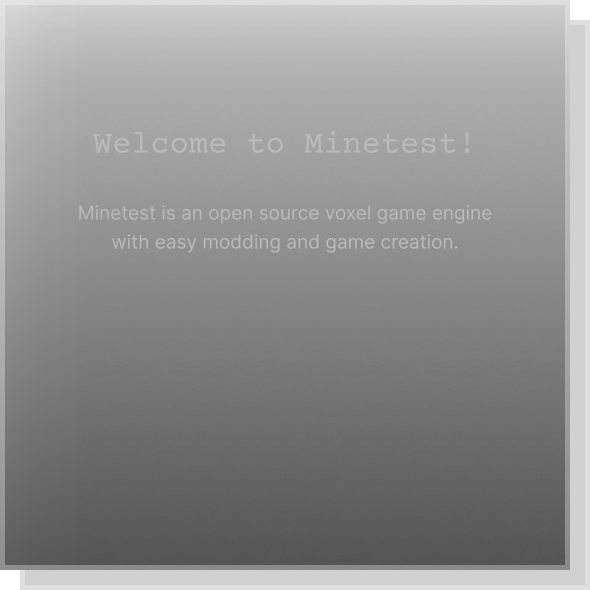 Welcome to Minetest!
Minetest is an open source voxel game engine
with easy modding and game creation.